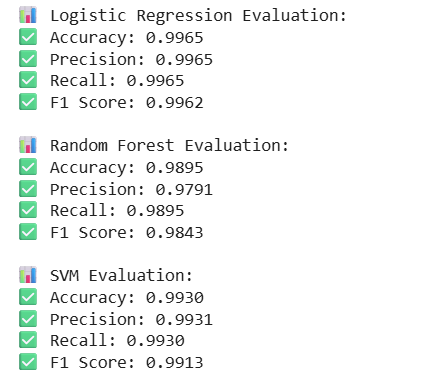 📊 Logistic Regression Evaluation:
✅ Accuracy: 0.9965
✅ Precision: 0.9965
✅ Recall: 0.9965
✅ F1 Score: 0.9962

📊 Random Forest Evaluation:
✅ Accuracy: 0.9895
✅ Precision: 0.9791
✅ Recall: 0.9895
✅ F1 Score: 0.9843

📊 SVM Evaluation:
✅ Accuracy: 0.9930
✅ Precision: 0.9931
✅ Recall: 0.9930
✅ F1 Score: 0.9913